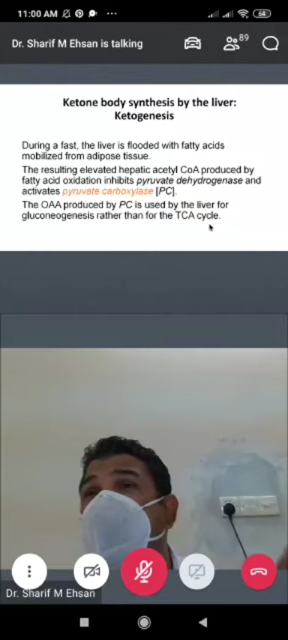 11:00 AM
64
Dr. Sharif M Ehsan is talking
89
Ketone body synthesis by the liver:
Ketogenesis
During a fast, the liver is flooded with fatty acids
mobilized from adipose tissue.
The resulting elevated hepatic acetyl CoA produced by
fatty acid oxidation inhibits pyruvate dehydrogenase and
activates pyruvate carboxylase [PC].
The OAA produced by PC is used by the liver for
gluconeogenesis rather than for the TCA cycle.
Dr. Sharif M Ehsan